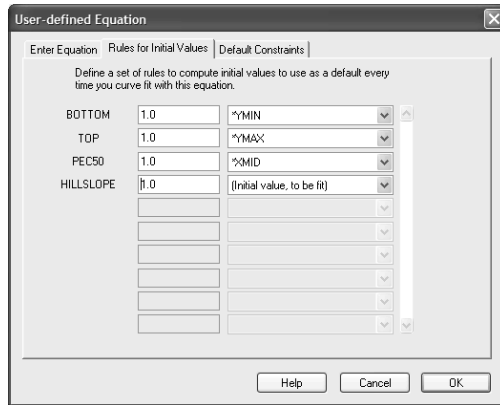 User-defined Equation
Enter Equation Rules for Initial Values Default Constraints
Define a set of rules to compute initial values to use as a default every
time you curve fit with this equation.
BOTTOM 1.0 *YMIN
TOP 1.0 *YMAX
PEC50 1.0 *XMID
HILLSLOPE 1.0 (Initial value, to be fit)
Help Cancel OK